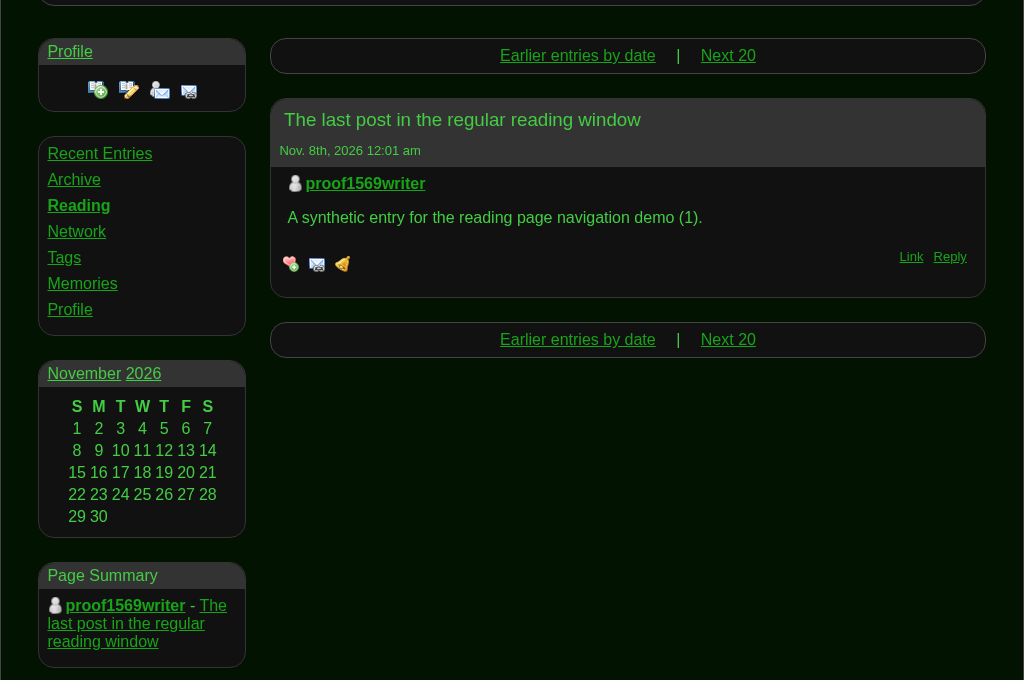 Profile
Recent Entries
Archive
Reading
Network
Tags
Memories
Profile
November 2026
S M T W T F S
1 2 3 4 5 6 7
8 9 10 11 12 13 14
15 16 17 18 19 20 21
22 23 24 25 26 27 28
29 30
Page Summary
proof1569writer - The
last post in the regular
reading window
Earlier entries by date | Next 20
The last post in the regular reading window
Nov. 8th, 2026 12:01 am
proof1569writer
A synthetic entry for the reading page navigation demo (1).
Link Reply
Earlier entries by date | Next 20